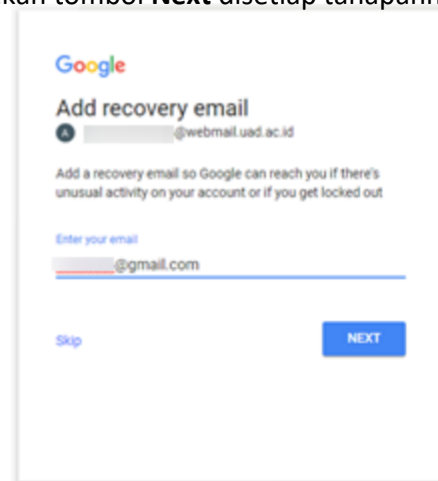 kan tombol Next disetiap tahapann
Google
Add recovery email
A @webmail.uad.ac.id
Add a recovery email so Google can reach you if there's
unusual activity on your account or if you get locked out
Enter your email
@gmail.com
Skip NEXT